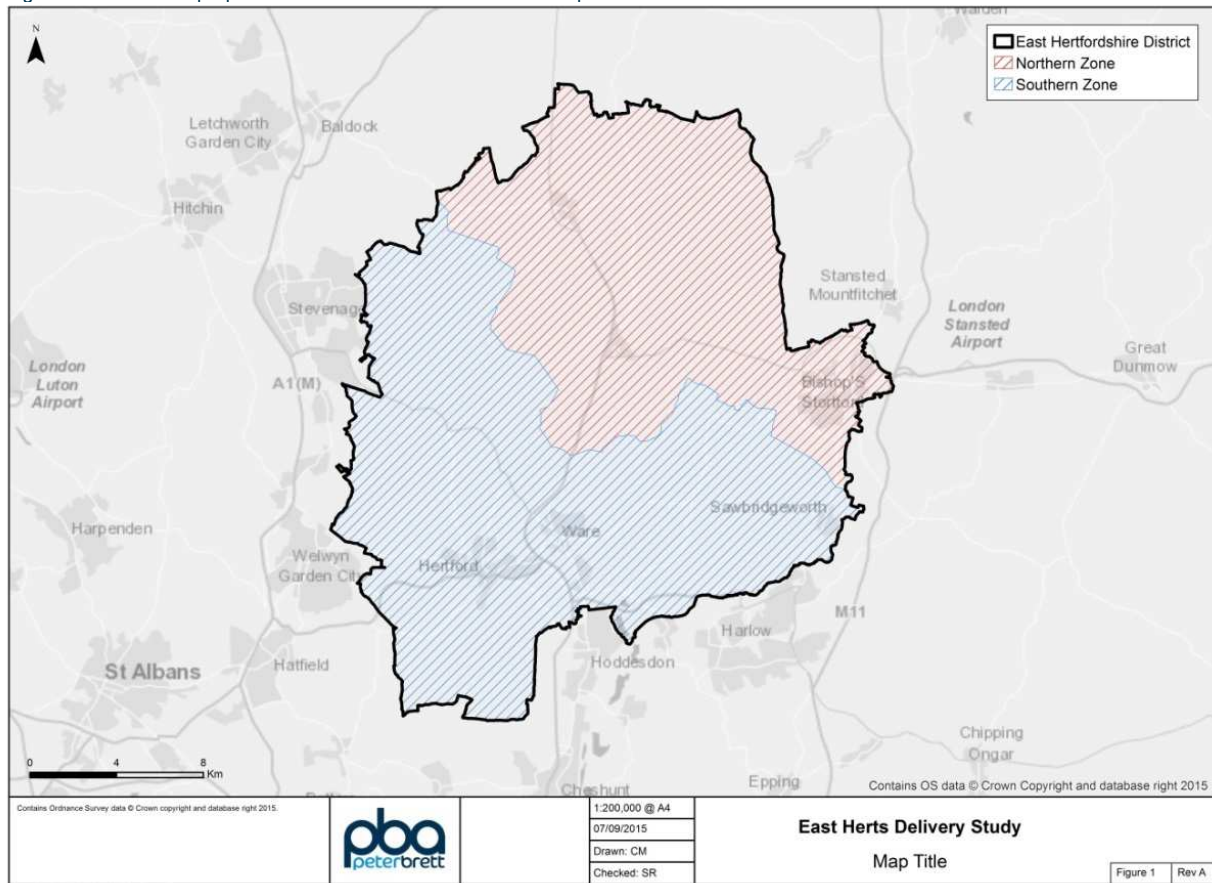 N
East Hertfordshire District
Northern Zone
Southern Zone
Warden
Letchworth
Garden City
Baldock
Hitchin
Stansted
Mountfitchet
London
Stansted
Airport
Great
Dunmow
Stevenage
London
Luton
Airport
A1(M)
Bishop'S
Stortford
Harpenden
Sawbridgeworth
Ware
Welwyn
Garden City
Hertford
M11
Harlow
Hatfield
Hoddesdon
St Albans
Chipping
Ongar
Epping
Cheshunt
0 4 8
Km
Contains OS data © Crown Copyright and database right 2015
Contains Ordnance Survey data © Crown copyright and database right 2015.
pba
peterbrett
1:200,000 @ A4
07/09/2015
Drawn: CM
Checked: SR
East Herts Delivery Study
Map Title
Figure 1
Rev A